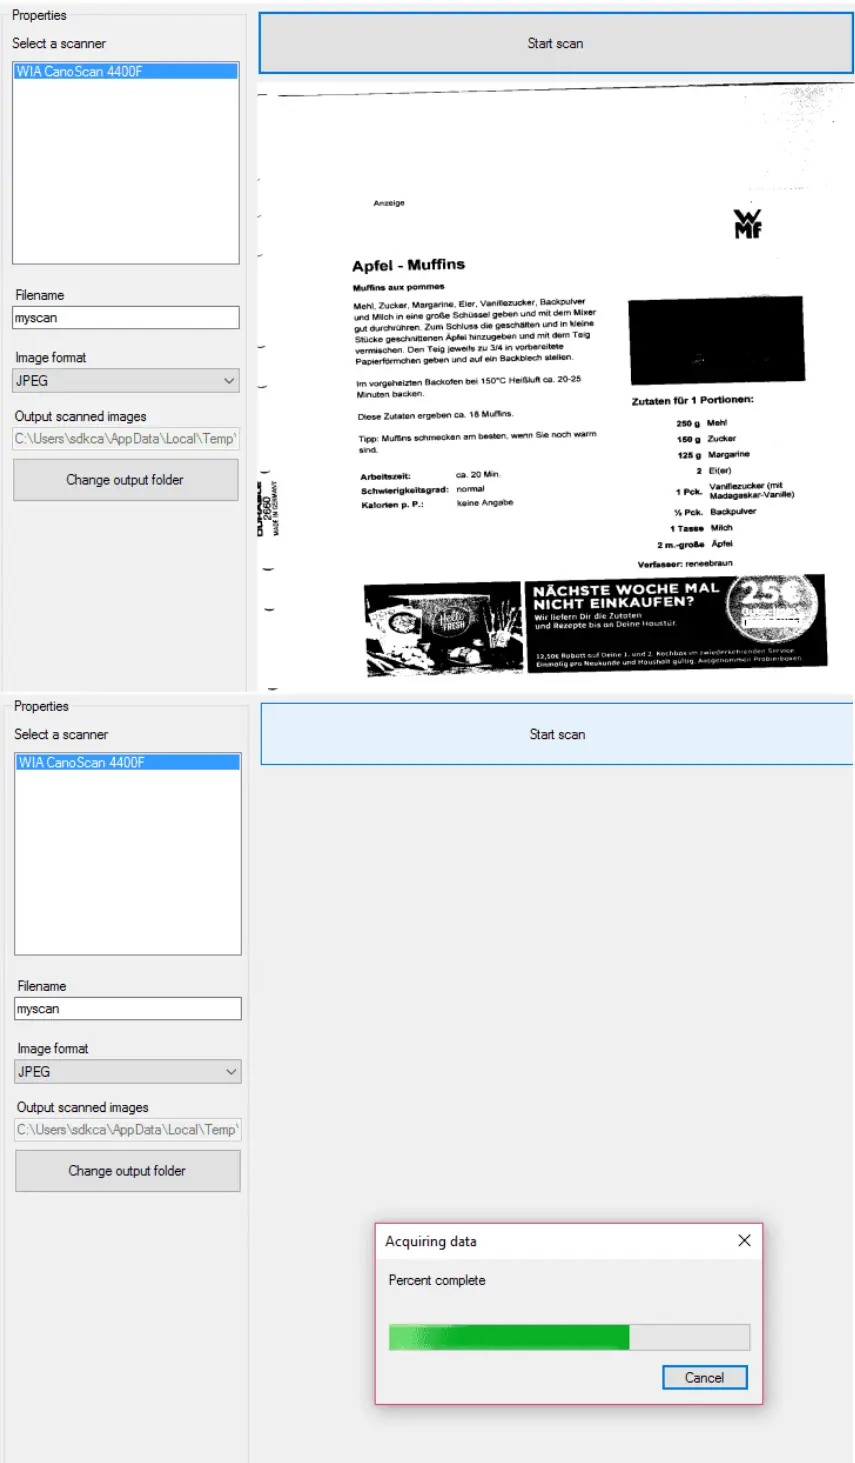 Properties
Select a scanner
WIA CanoScan 4400F
Filename
myscan
Image format
JPEG
Output scanned images
C:\Users\sdkca\AppData\Local\Temp\
Change output folder
Start scan
Anzeige
WMF
Apfel - Muffins
Muffins aux pommes
Mehl, Zucker, Margarine, Eier, Vanillezucker, Backpulver
und Milch in eine große Schüssel geben und mit dem Mixer
gut durchrühren. Zum Schluss die geschälten und in kleine
Stücke geschnittenen Äpfel hinzugeben und mit dem Teig
vermischen. Den Teig jeweils zu 3/4 in vorbereitete
Papierförmchen geben und auf ein Backblech stellen.
Im vorgeheizten Backofen bei 150°C Heißluft ca. 20-25
Minuten backen.
Diese Zutaten ergeben ca. 18 Muffins.
Tipp: Muffins schmecken am besten, wenn Sie noch warm
sind.
Arbeitszeit: ca. 20 Min.
Schwierigkeitsgrad: normal
Kalorien p. P.: keine Angabe
Zutaten für 1 Portionen:
250 g Mehl
150 g Zucker
125 g Margarine
2 Ei(er)
1 Pck. Vanillezucker (mit
Madagaskar-Vanille)
½ Pck. Backpulver
1 Tasse Milch
2 m.-große Äpfel
Verfasser: reneebraun
DURABLE
2660
MADE IN GERMANY
Hello
FRESH
NÄCHSTE WOCHE MAL
NICHT EINKAUFEN?
Wir liefern Dir die Zutaten
und Rezepte bis an Deine Haustür.
25€
12,50€ Rabatt auf Deine 1. und 2. Kochbox im zwiederkehrenden Service.
Einmalig pro Neukunde und Haushalt gültig. Ausgenommen Probierboxen.
Properties
Select a scanner
WIA CanoScan 4400F
Filename
myscan
Image format
JPEG
Output scanned images
C:\Users\sdkca\AppData\Local\Temp\
Change output folder
Start scan
Acquiring data
Percent complete
Cancel